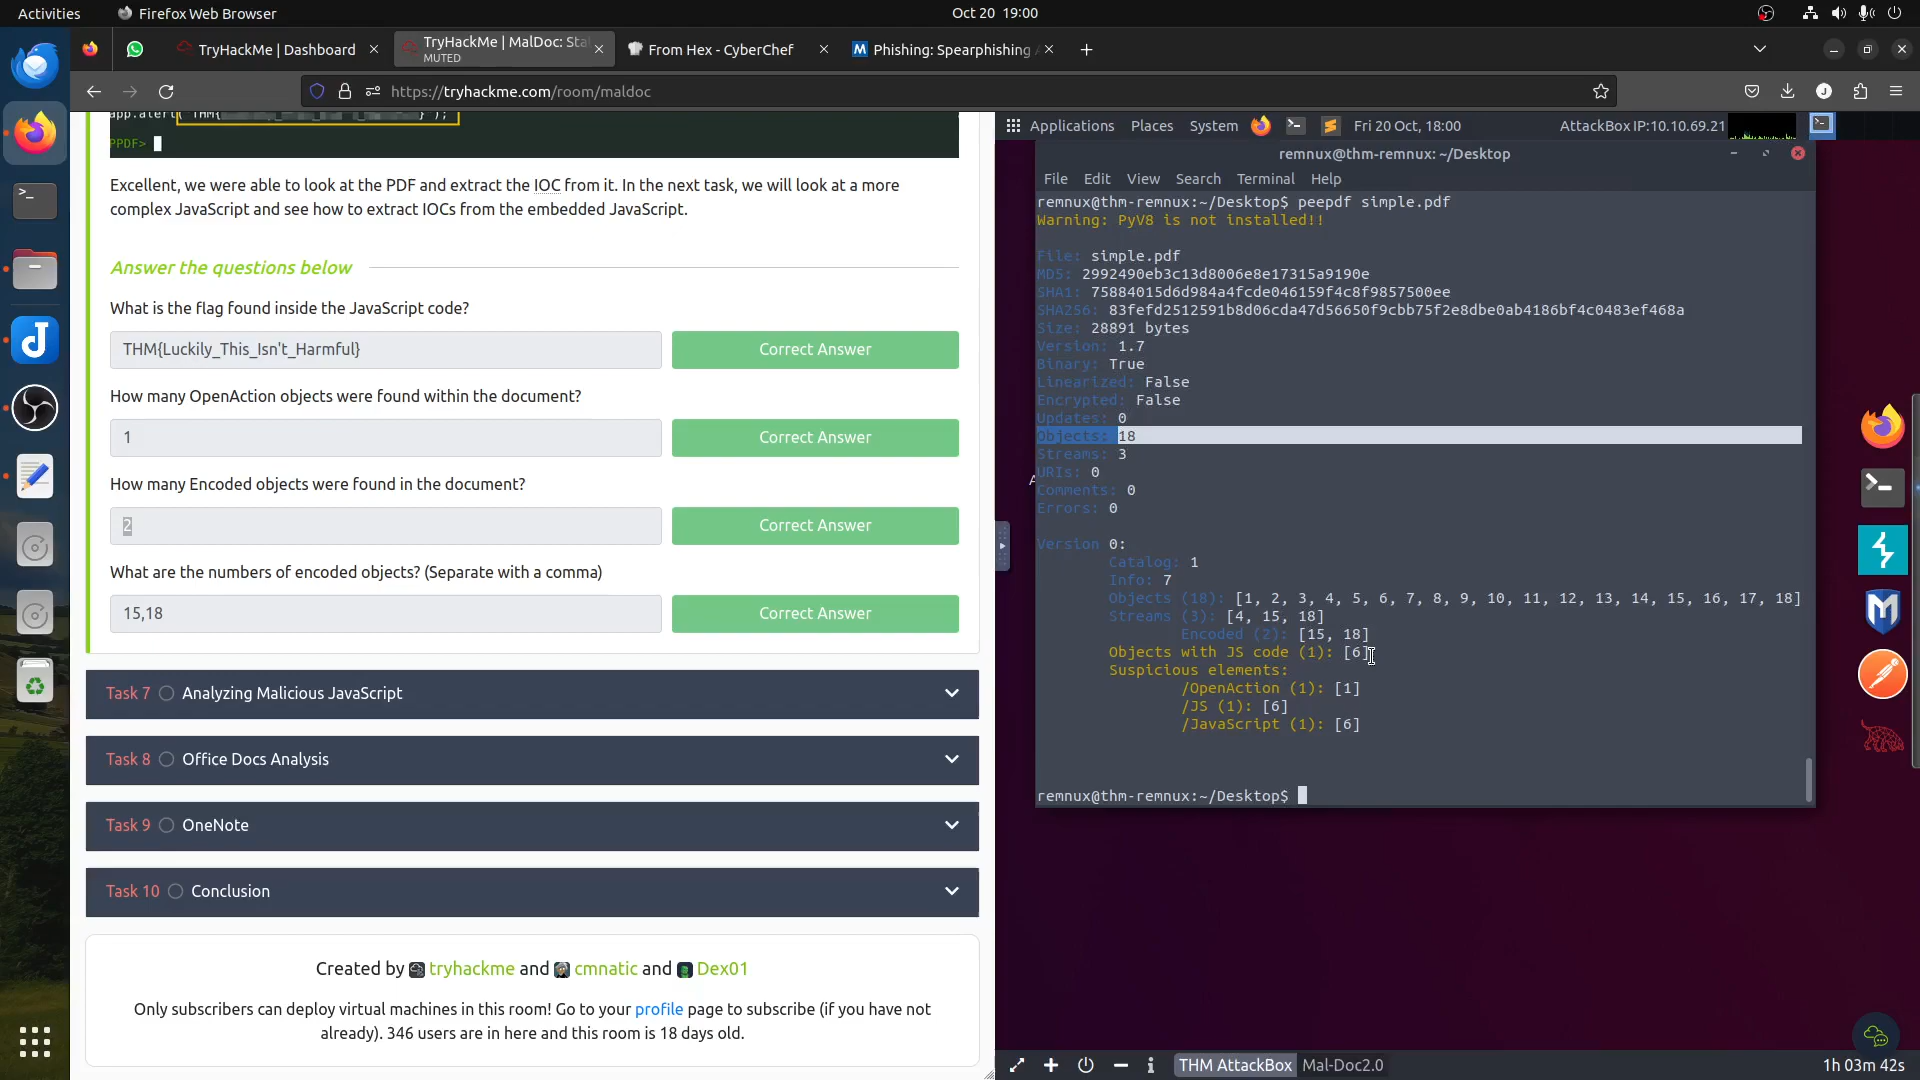 Activities
Firefox Web Browser
Oct 20 19:00
TryHackMe | Dashboard
TryHackMe | MalDoc: Sta
MUTED
From Hex - CyberChef
Phishing: Spearphishing
https://tryhackme.com/room/maldoc
app.alert("THM{
PPDF>
Excellent, we were able to look at the PDF and extract the IOC from it. In the next task, we will look at a more
complex JavaScript and see how to extract IOCs from the embedded JavaScript.
Answer the questions below
What is the flag found inside the JavaScript code?
THM{Luckily_This_Isn't_Harmful}
Correct Answer
How many OpenAction objects were found within the document?
1
Correct Answer
How many Encoded objects were found in the document?
2
Correct Answer
What are the numbers of encoded objects? (Separate with a comma)
15,18
Correct Answer
Task 7 Analyzing Malicious JavaScript
Task 8 Office Docs Analysis
Task 9 OneNote
Task 10 Conclusion
Created by tryhackme and cmnatic and Dex01
Only subscribers can deploy virtual machines in this room! Go to your profile page to subscribe (if you have not
already). 346 users are in here and this room is 18 days old.
Applications Places System Fri 20 Oct, 18:00 AttackBox IP:10.10.69.21
remnux@thm-remnux: ~/Desktop
File Edit View Search Terminal Help
remnux@thm-remnux:~/Desktop$ peepdf simple.pdf
Warning: PyV8 is not installed!!
File: simple.pdf
MD5: 2992490eb3c13d8006e8e17315a9190e
SHA1: 75884015d6d984a4fcde046159f4c8f9857500ee
SHA256: 83fefd2512591b8d06cda47d56650f9cbb75f2e8dbe0ab4186bf4c0483ef468a
Size: 28891 bytes
Version: 1.7
Binary: True
Linearized: False
Encrypted: False
Updates: 0
Objects: 18
Streams: 3
URIs: 0
Comments: 0
Errors: 0
Version 0:
Catalog: 1
Info: 7
Objects (18): [1, 2, 3, 4, 5, 6, 7, 8, 9, 10, 11, 12, 13, 14, 15, 16, 17, 18]
Streams (3): [4, 15, 18]
Encoded (2): [15, 18]
Objects with JS code (1): [6]
Suspicious elements:
/OpenAction (1): [1]
/JS (1): [6]
/JavaScript (1): [6]
remnux@thm-remnux:~/Desktop$
THM AttackBox Mal-Doc2.0
1h 03m 42s